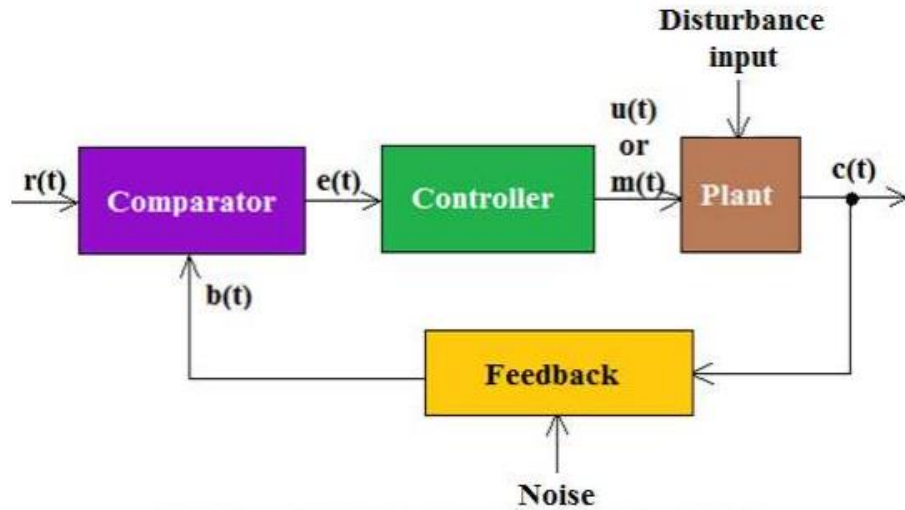 Disturbance
input
u(t)
or
m(t)
r(t)
Comparator
e(t)
Controller
Plant
c(t)
b(t)
Feedback
Noise